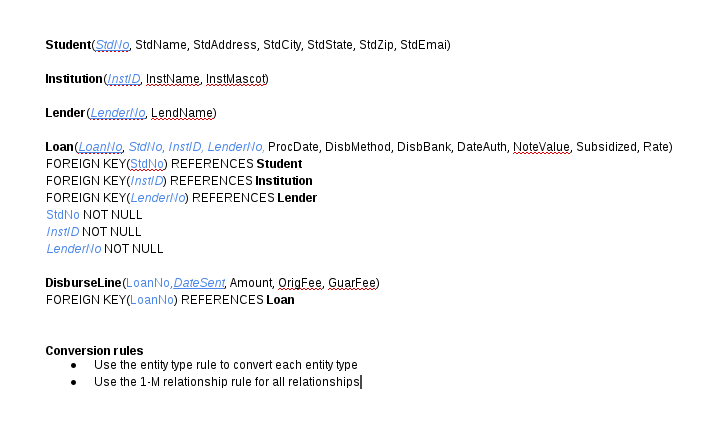 Student(StdNo, StdName, StdAddress, StdCity, StdState, StdZip, StdEmai)
Institution(InstID, InstName, InstMascot)
Lender(LenderNo, LendName)
Loan(LoanNo, StdNo, InstID, LenderNo, ProcDate, DisbMethod, DisbBank, DateAuth, NoteValue, Subsidized, Rate)
FOREIGN KEY(StdNo) REFERENCES Student
FOREIGN KEY(InstID) REFERENCES Institution
FOREIGN KEY(LenderNo) REFERENCES Lender
StdNo NOT NULL
InstID NOT NULL
LenderNo NOT NULL
DisburseLine(LoanNo,DateSent, Amount, OrigFee, GuarFee)
FOREIGN KEY(LoanNo) REFERENCES Loan
Conversion rules
● Use the entity type rule to convert each entity type
● Use the 1-M relationship rule for all relationships